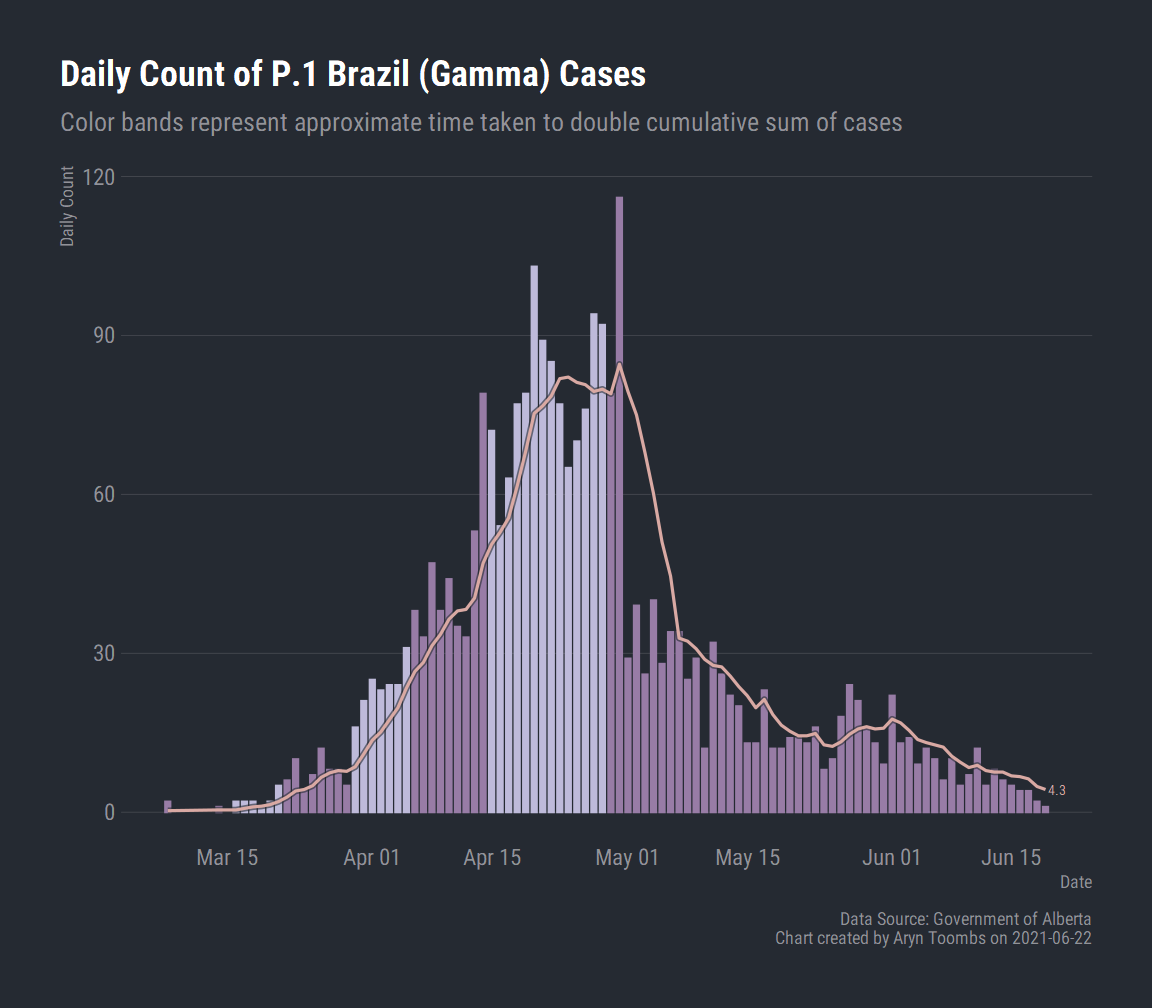 Daily Count of P.1 Brazil (Gamma) Cases
Color bands represent approximate time taken to double cumulative sum of cases
Daily Count
120
90
60
30
0
4.3
Mar 15 Apr 01 Apr 15 May 01 May 15 Jun 01 Jun 15
Date
Data Source: Government of Alberta
Chart created by Aryn Toombs on 2021-06-22